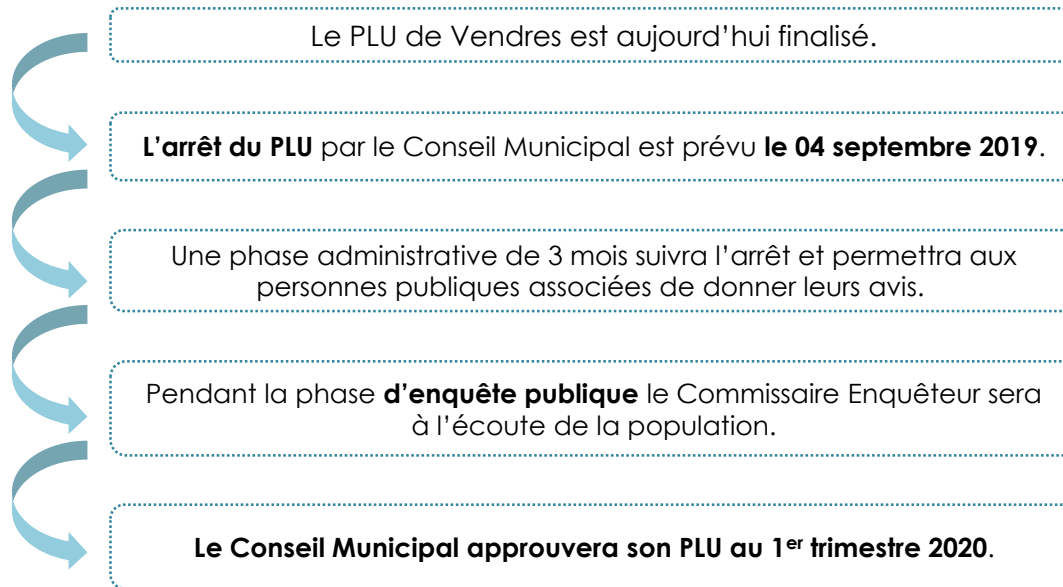 Le PLU de Vendres est aujourd’hui finalisé.
L’arrêt du PLU par le Conseil Municipal est prévu le 04 septembre 2019.
Une phase administrative de 3 mois suivra l’arrêt et permettra aux
personnes publiques associées de donner leurs avis.
Pendant la phase d’enquête publique le Commissaire Enquêteur sera
à l’écoute de la population.
Le Conseil Municipal approuvera son PLU au 1er trimestre 2020.